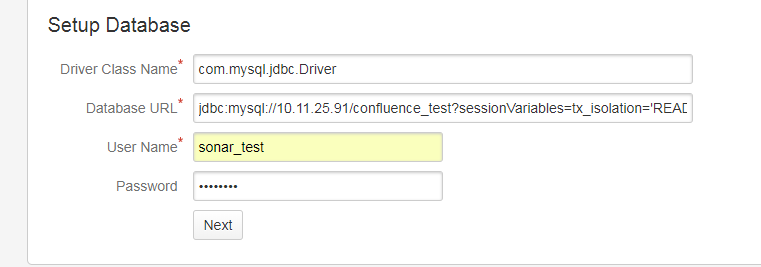 Setup Database
Driver Class Name* com.mysql.jdbc.Driver
Database URL* jdbc:mysql://10.11.25.91/confluence_test?sessionVariables=tx_isolation='READ
User Name* sonar_test
Password ••••••••
Next